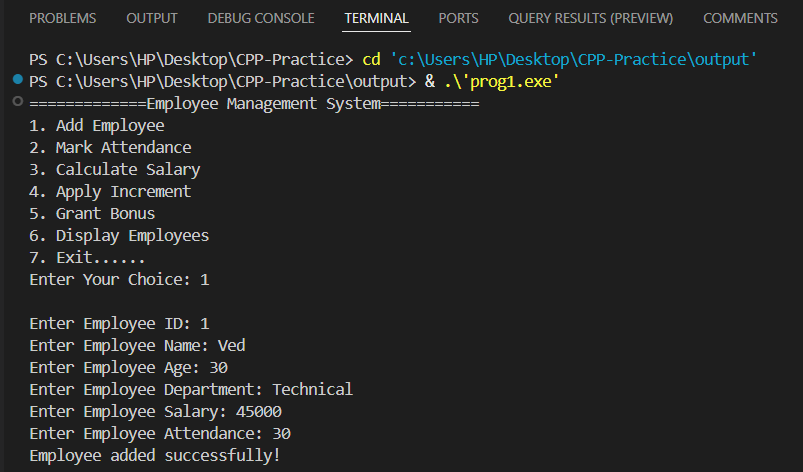 PROBLEMS OUTPUT DEBUG CONSOLE TERMINAL PORTS QUERY RESULTS (PREVIEW) COMMENTS
PS C:\Users\HP\Desktop\CPP-Practice> cd 'c:\Users\HP\Desktop\CPP-Practice\output'
PS C:\Users\HP\Desktop\CPP-Practice\output> & .\'prog1.exe'
=============Employee Management System===========
1. Add Employee
2. Mark Attendance
3. Calculate Salary
4. Apply Increment
5. Grant Bonus
6. Display Employees
7. Exit......
Enter Your Choice: 1
Enter Employee ID: 1
Enter Employee Name: Ved
Enter Employee Age: 30
Enter Employee Department: Technical
Enter Employee Salary: 45000
Enter Employee Attendance: 30
Employee added successfully!